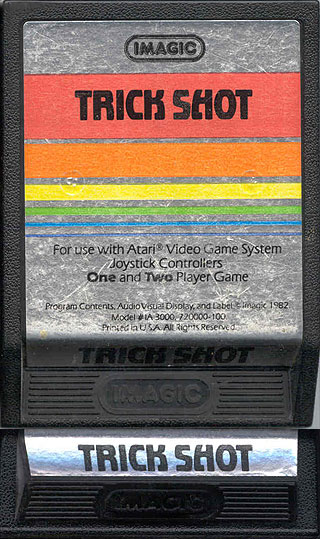 IMAGIC
TRICK SHOT
For use with Atari® Video Game System
Joystick Controllers
One and Two Player Game
Program Contents, Audio Visual Display, and Label © Imagic 1982
Model #IA 3000, 720000-100
Printed in U.S.A. All Rights Reserved.
TRICK SHOT
IMAGIC
TRICK SHOT
IMAGIC